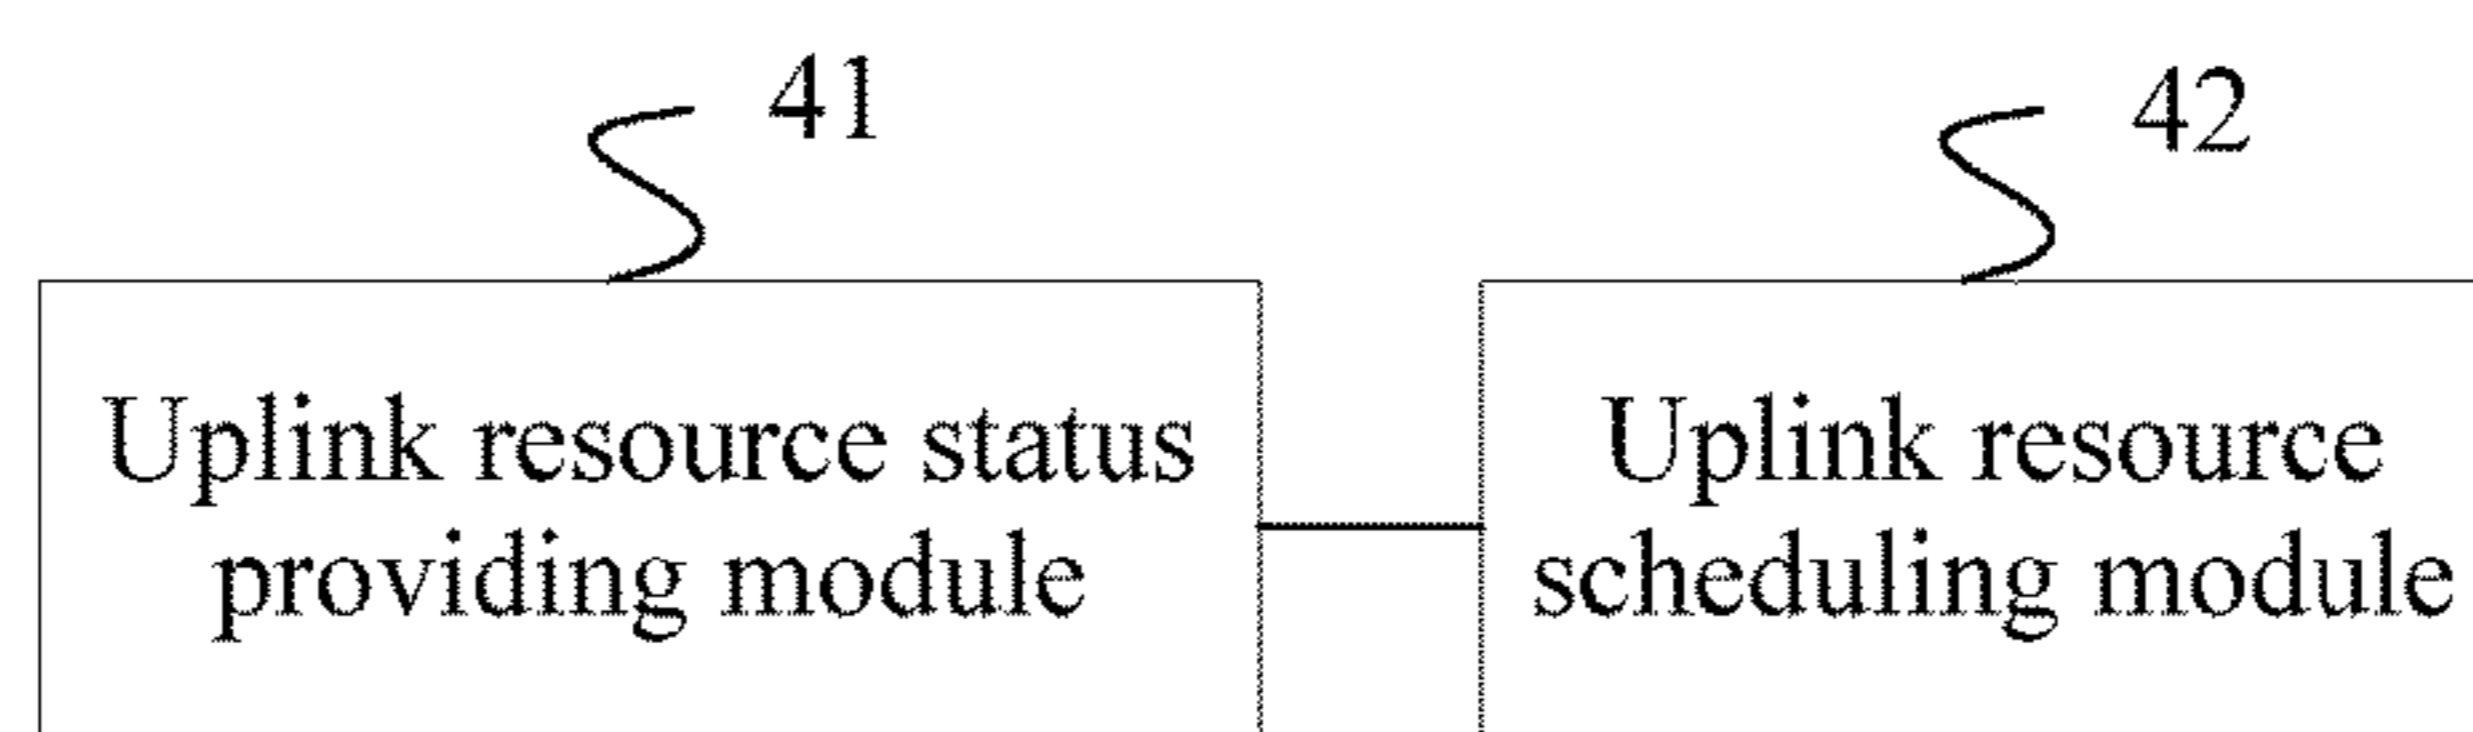 41
42
Uplink resource status
providing module
Uplink resource
scheduling module